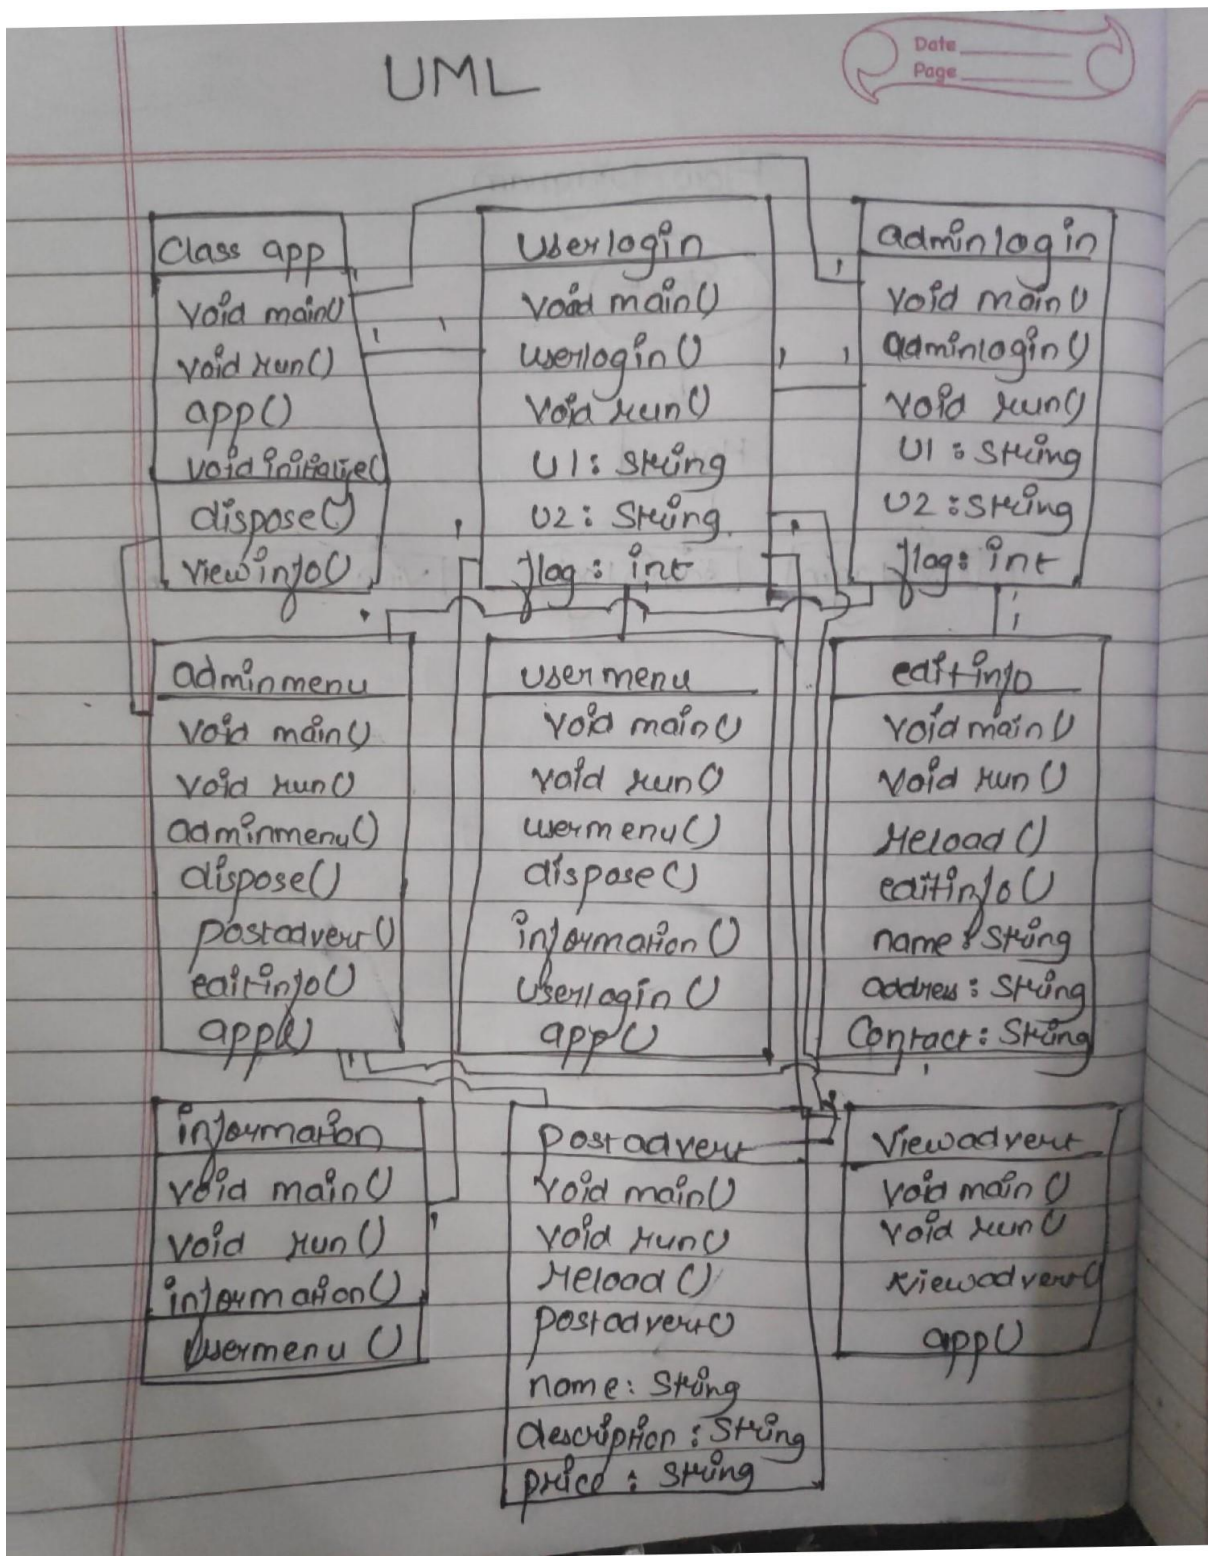 Date
Page
UML
Class app
void main()
void run()
app()
void initialize()
dispose()
viewinfo()
Userlogin
void main()
userlogin()
void run()
U1: String
U2: String
flag: int
adminlogin
void main()
adminlogin()
void run()
U1: String
U2: String
flag: int
adminmenu
void main()
void run()
adminmenu()
dispose()
postadvert()
editinfo()
app()
usermenu
void main()
void run()
usermenu()
dispose()
information()
userlogin()
app()
editinfo
void main()
void run()
reload()
editinfo()
name: String
address: String
Contact: String
information
void main()
void run()
information()
usermenu()
postadvert
void main()
void run()
reload()
postadvert()
name: String
description: String
price: String
Viewadvert
void main()
void run()
viewadvert()
app()